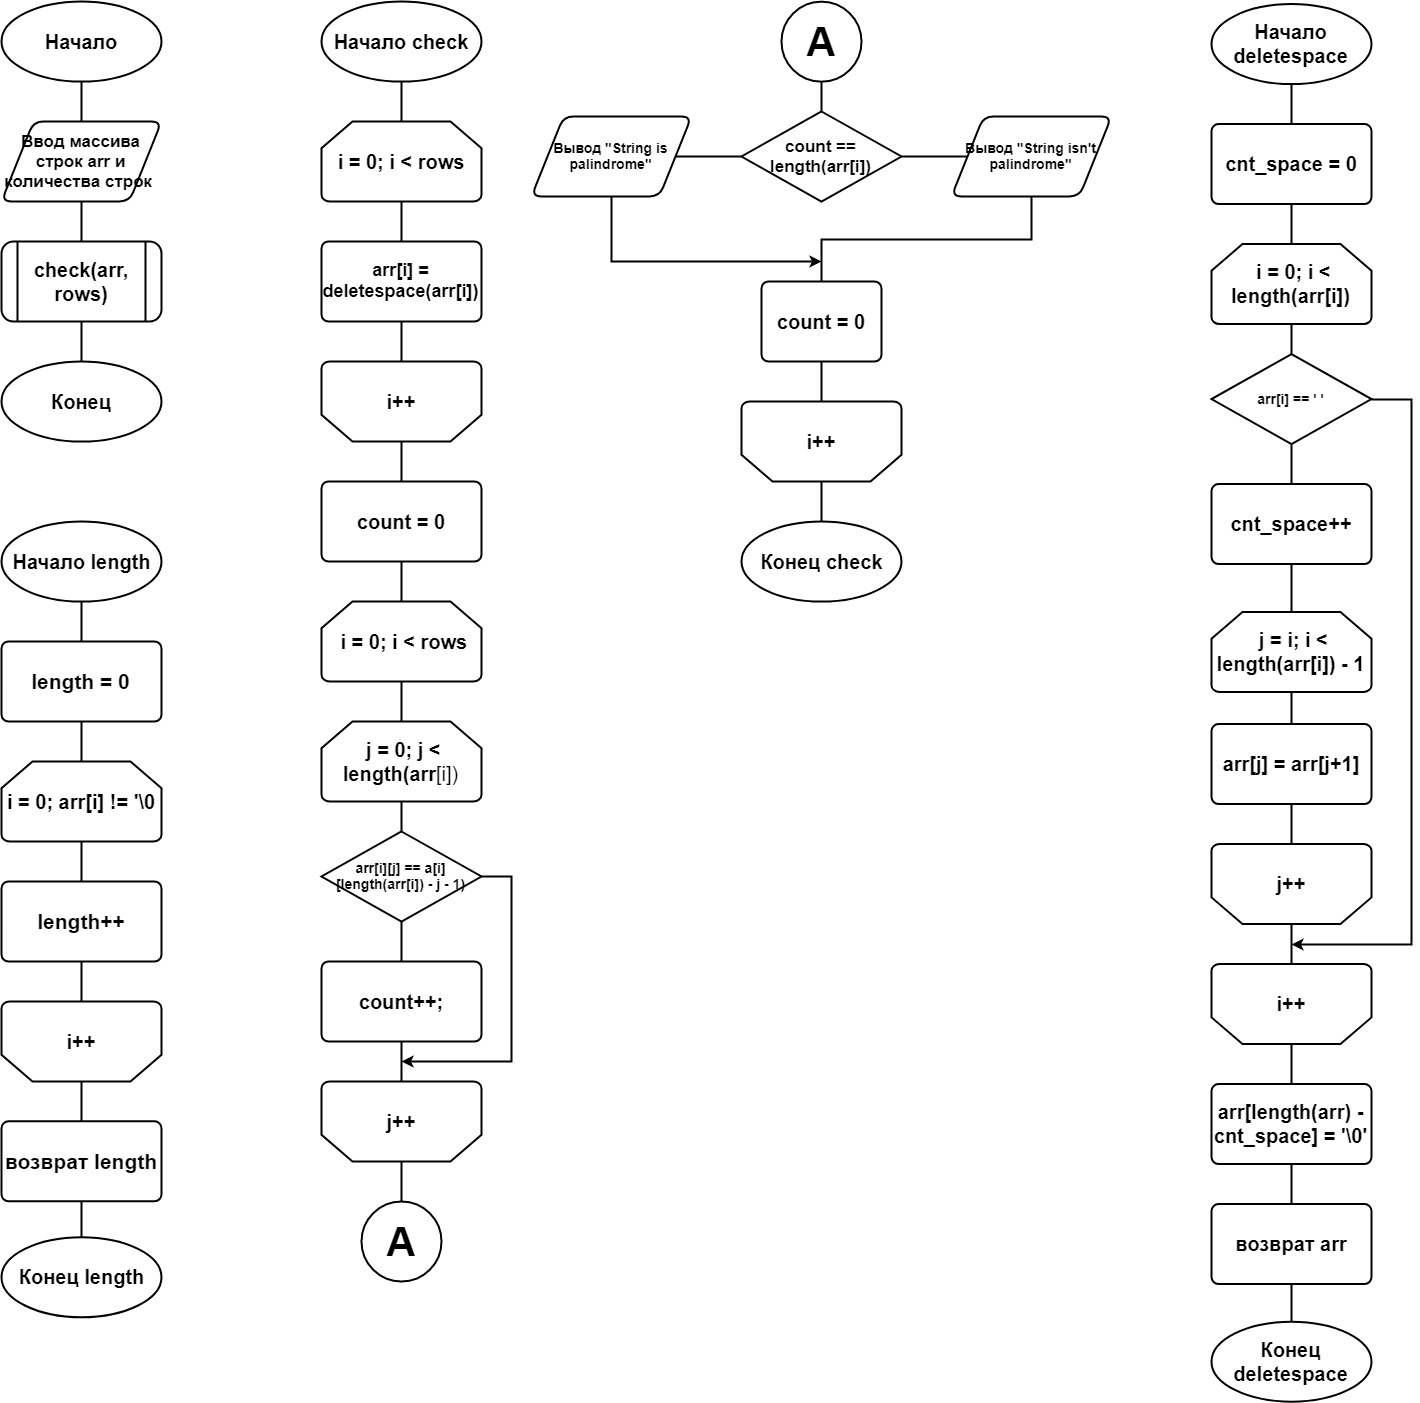 Начало
Ввод массива
строк arr и
количества строк
check(arr,
rows)
Конец
Начало length
length = 0
i = 0; arr[i] != '\0
length++
i++
возврат length
Конец length
Начало check
i = 0; i < rows
arr[i] =
deletespace(arr[i])
i++
count = 0
i = 0; i < rows
j = 0; j <
length(arr[i])
arr[i][j] == a[i]
[length(arr[i]) - j - 1)
count++;
j++
A
A
count ==
length(arr[i])
Вывод "String is
palindrome"
Вывод "String isn't
palindrome"
count = 0
i++
Конец check
Начало
deletespace
cnt_space = 0
i = 0; i <
length(arr[i])
arr[i] == ' '
cnt_space++
j = i; i <
length(arr[i]) - 1
arr[j] = arr[j+1]
j++
i++
arr[length(arr) -
cnt_space] = '\0'
возврат arr
Конец
deletespace